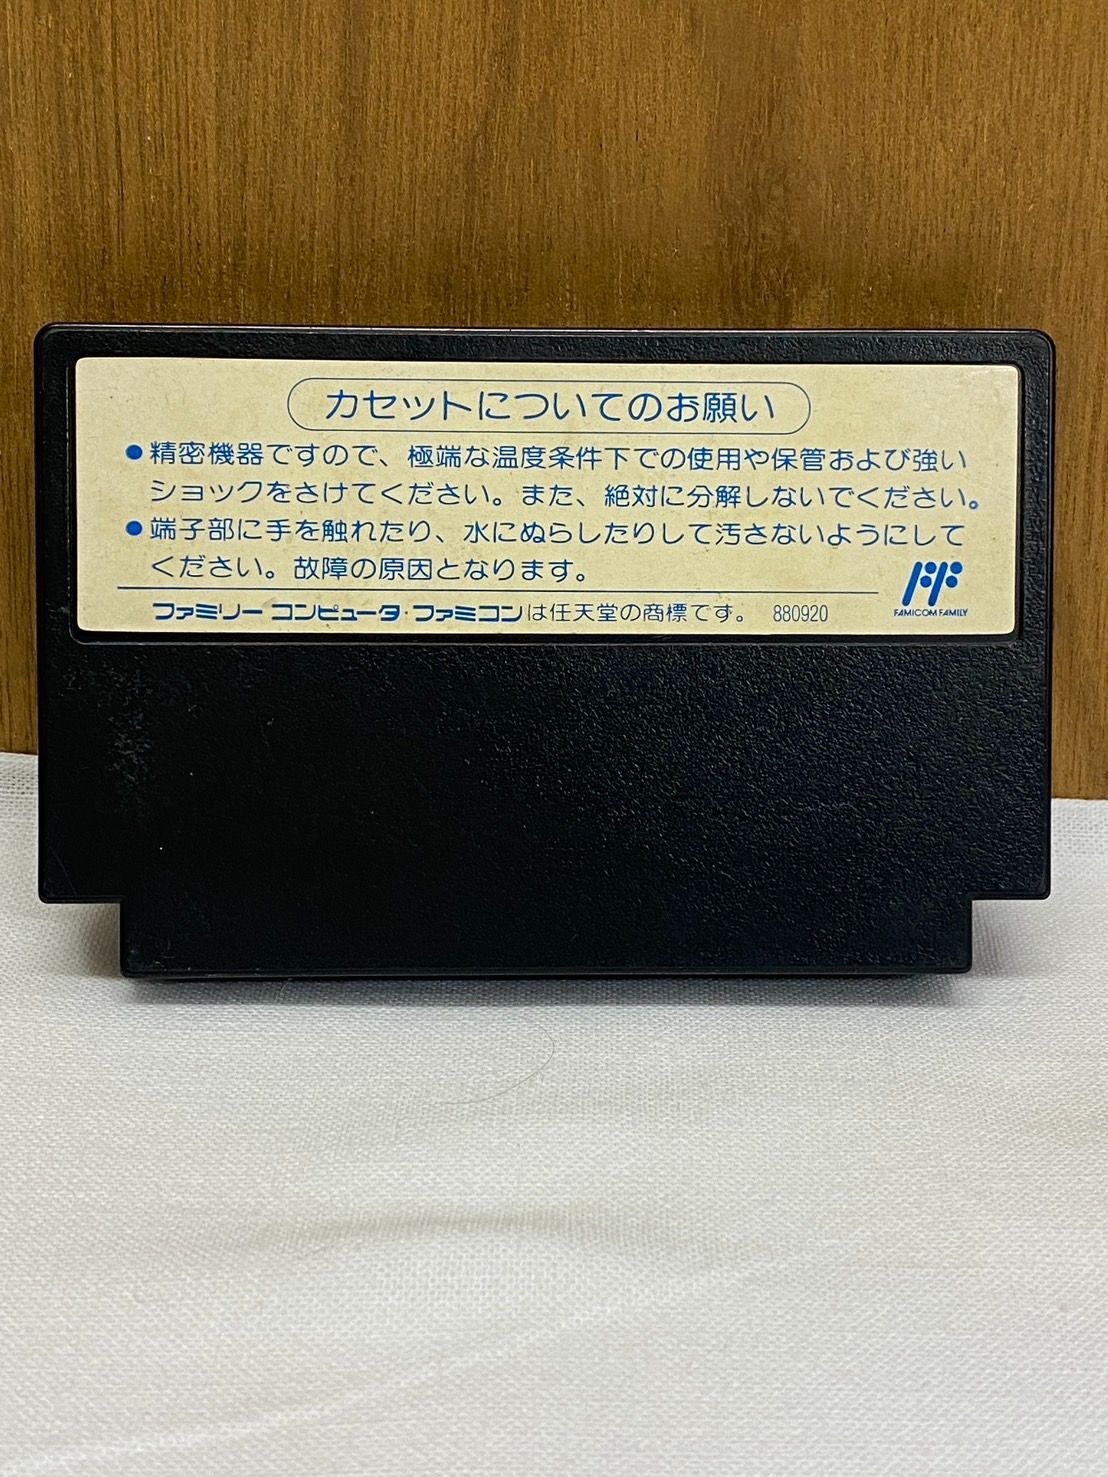 カセットについてのお願い
●精密機器ですので、極端な温度条件下での使用や保管および強い
ショックをさけてください。また、絶対に分解しないでください。
●端子部に手を触れたり、水にぬらしたりして汚さないようにして
ください。故障の原因となります。
FAMICOM FAMILY
ファミリー コンピュータ・ファミコンは任天堂の商標です。 880920